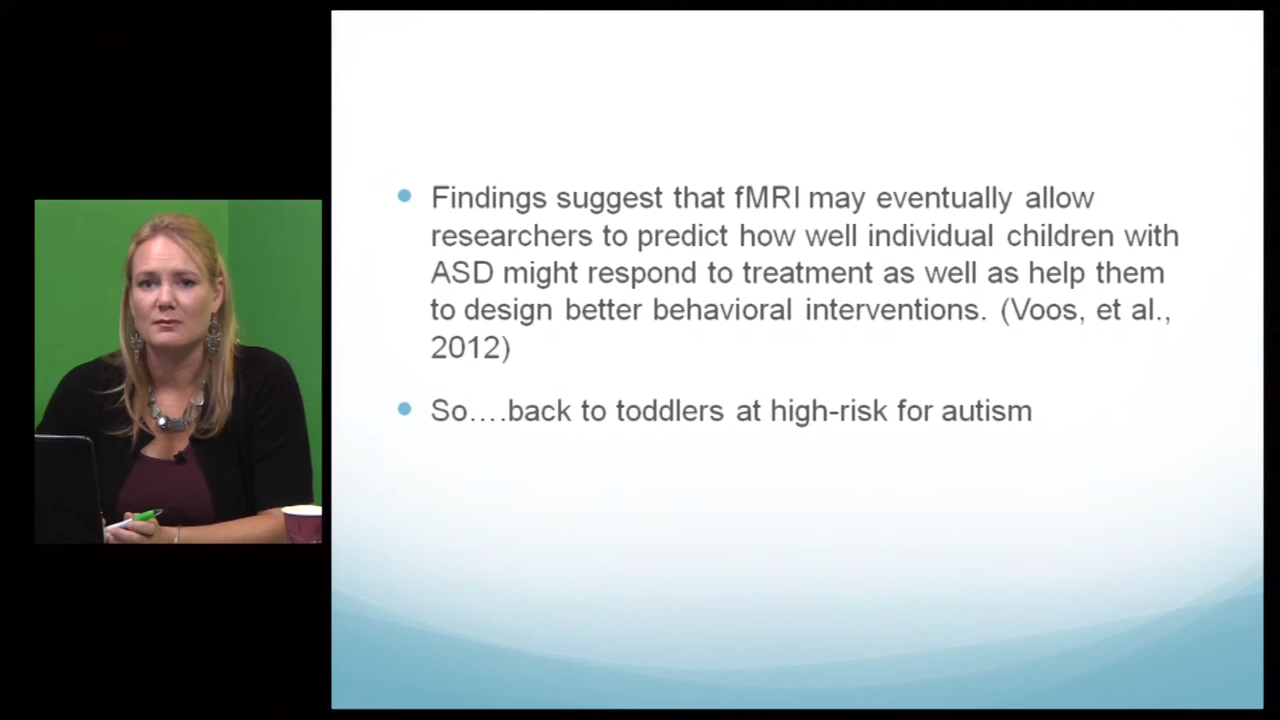 Findings suggest that fMRI may eventually allow
researchers to predict how well individual children with
ASD might respond to treatment as well as help them
to design better behavioral interventions. (Voos, et al.,
2012)
So....back to toddlers at high-risk for autism